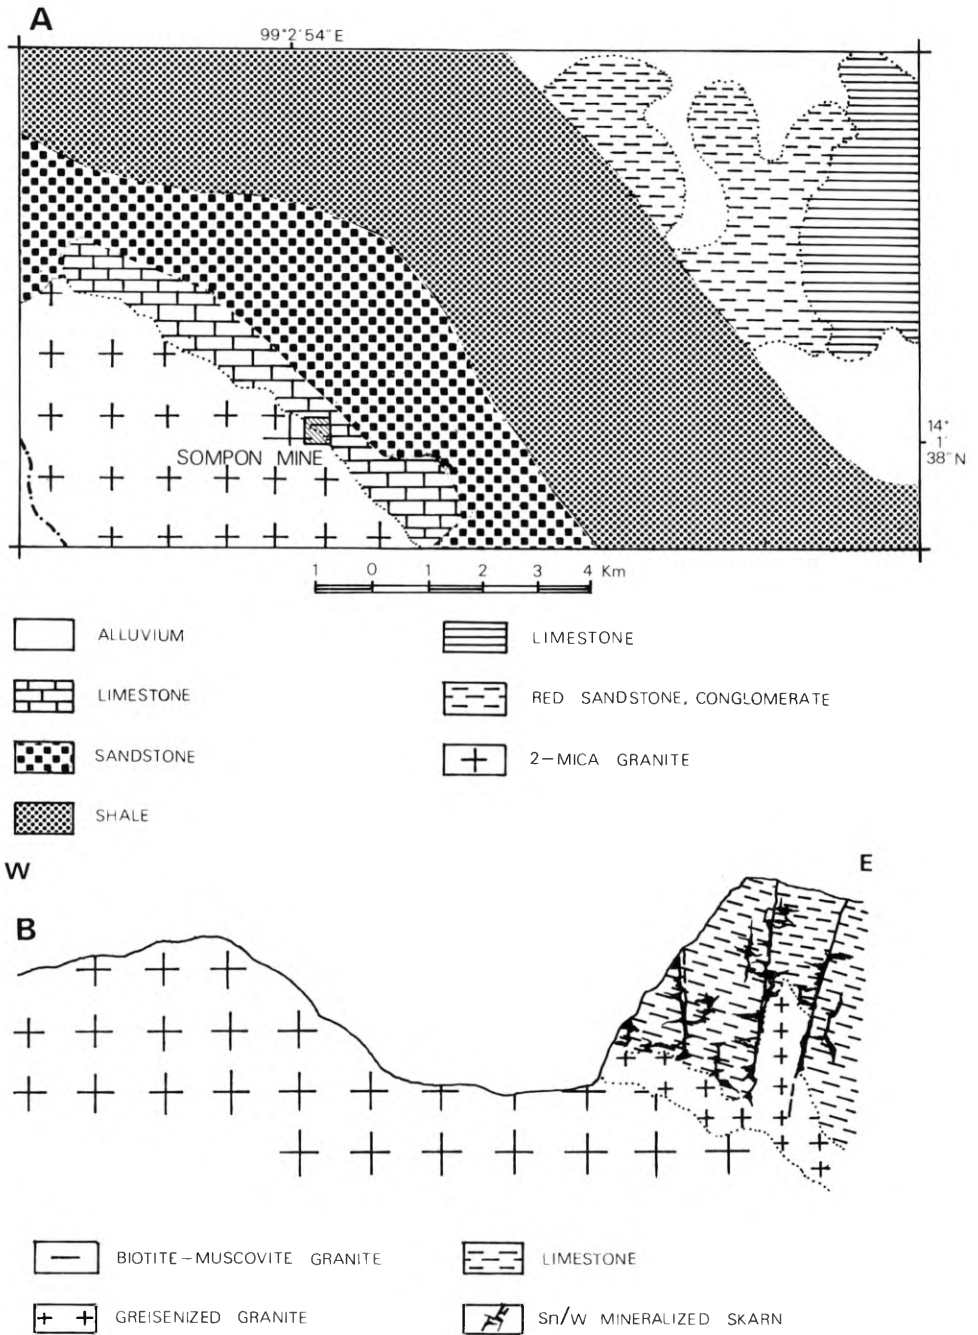 A
99°2'54"E
14°
1'
38"N
SOMPON MINE
1 0 1 2 3 4 Km
ALLUVIUM
LIMESTONE
LIMESTONE
RED SANDSTONE, CONGLOMERATE
SANDSTONE
2-MICA GRANITE
SHALE
W
E
B
BIOTITE-MUSCOVITE GRANITE
LIMESTONE
GREISENIZED GRANITE
Sn/W MINERALIZED SKARN